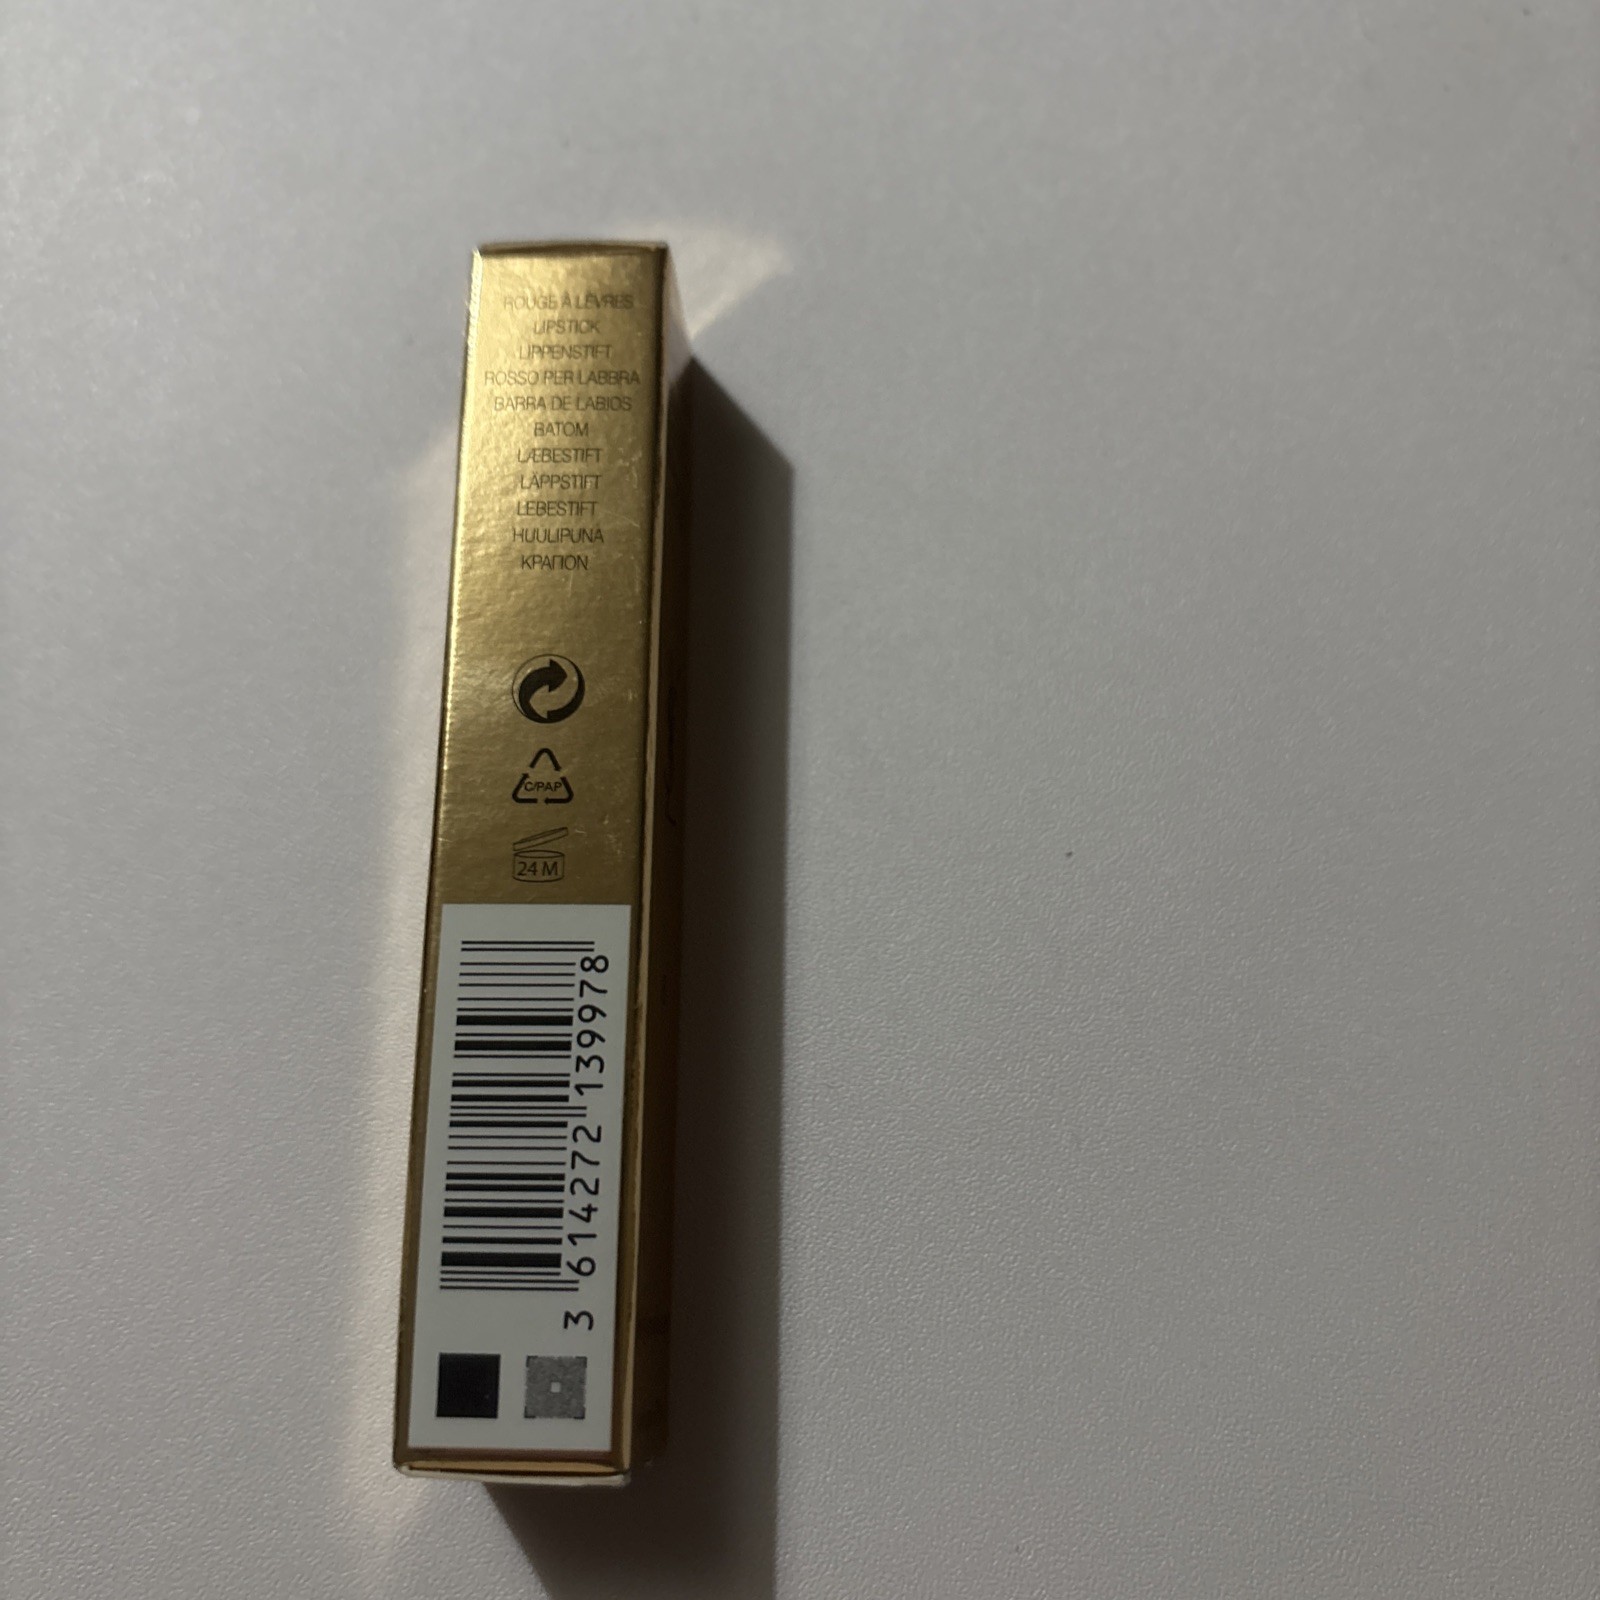 ROUGE À LÈVRES
LIPSTICK
LIPPENSTIFT
ROSSO PER LABBRA
BARRA DE LABIOS
BATOM
LÆBESTIFT
LÄPPSTIFT
LEBESTIFT
HUULIPUNA
ΚΡΑΓΙΟΝ
C/PAP
24 M
3 614272 139978